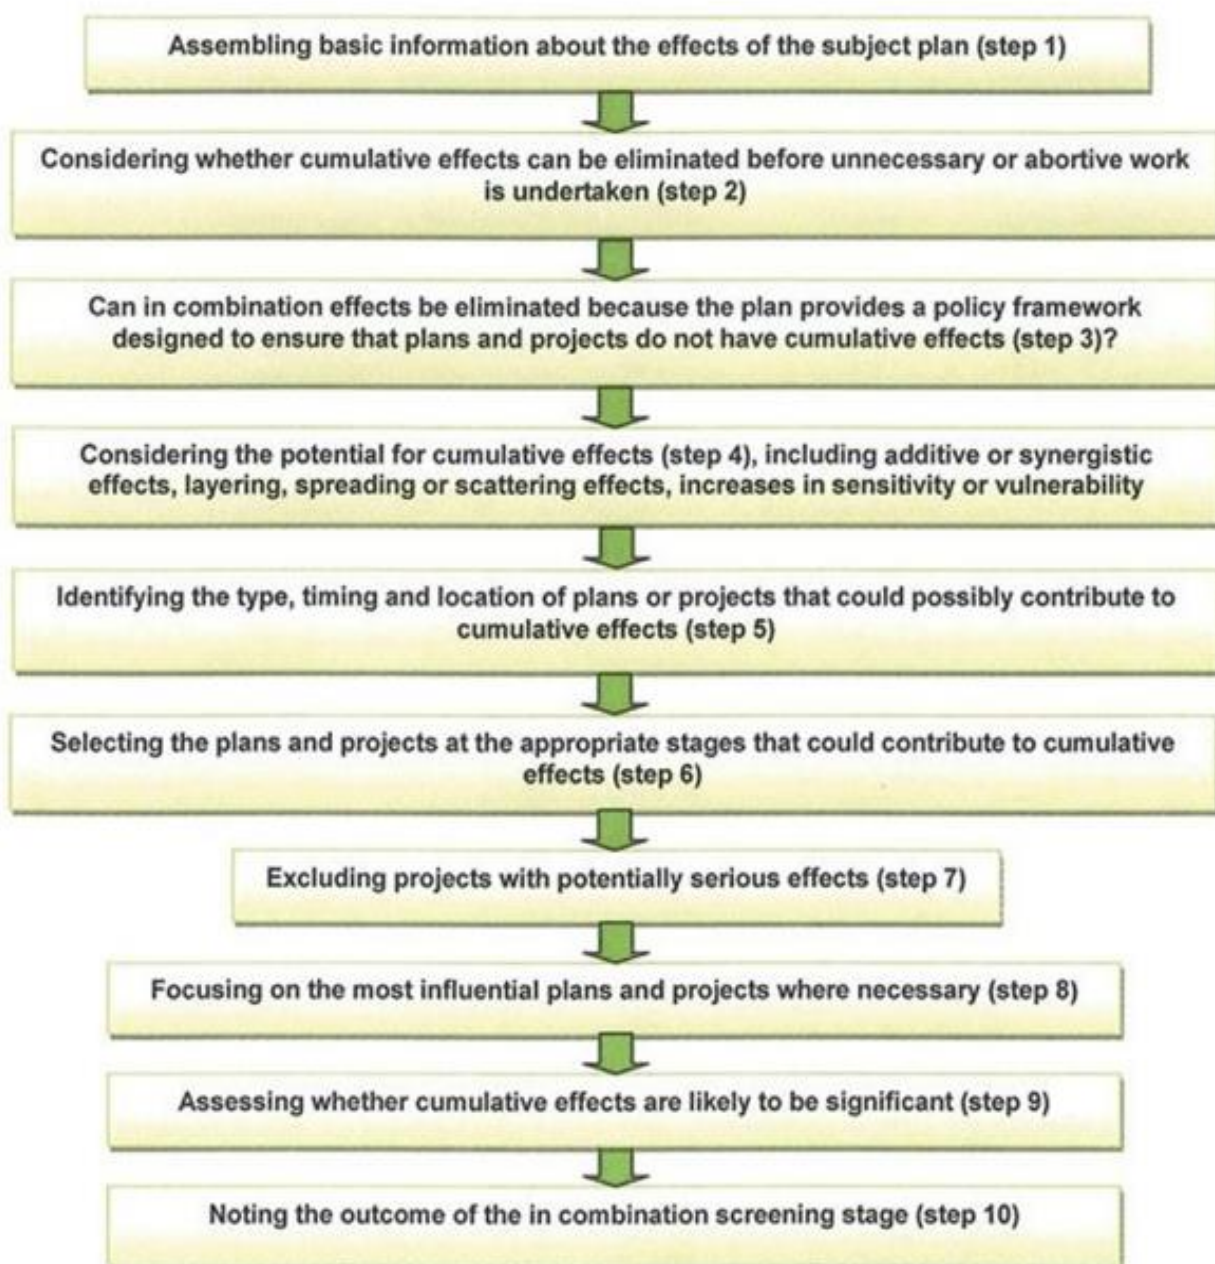 Assembling basic information about the effects of the subject plan (step 1)
Considering whether cumulative effects can be eliminated before unnecessary or abortive work
is undertaken (step 2)
Can in combination effects be eliminated because the plan provides a policy framework
designed to ensure that plans and projects do not have cumulative effects (step 3)?
Considering the potential for cumulative effects (step 4), including additive or synergistic
effects, layering, spreading or scattering effects, increases in sensitivity or vulnerability
Identifying the type, timing and location of plans or projects that could possibly contribute to
cumulative effects (step 5)
Selecting the plans and projects at the appropriate stages that could contribute to cumulative
effects (step 6)
Excluding projects with potentially serious effects (step 7)
Focusing on the most influential plans and projects where necessary (step 8)
Assessing whether cumulative effects are likely to be significant (step 9)
Noting the outcome of the in combination screening stage (step 10)